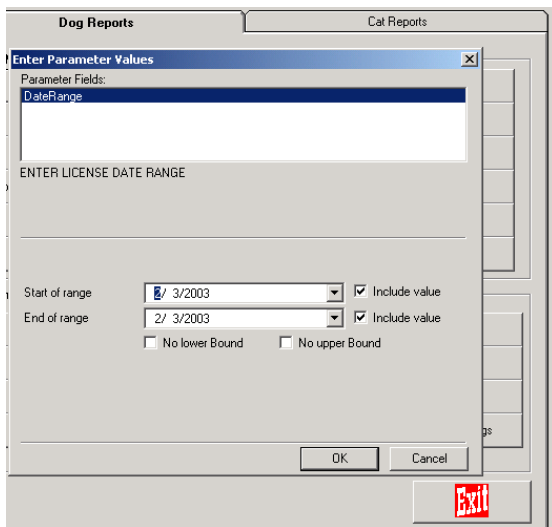 Dog Reports
Cat Reports
Enter Parameter Values
Parameter Fields:
DateRange
ENTER LICENSE DATE RANGE
Start of range 2/ 3/2003 Include value
End of range 2/ 3/2003 Include value
No lower Bound No upper Bound
OK Cancel
Exit